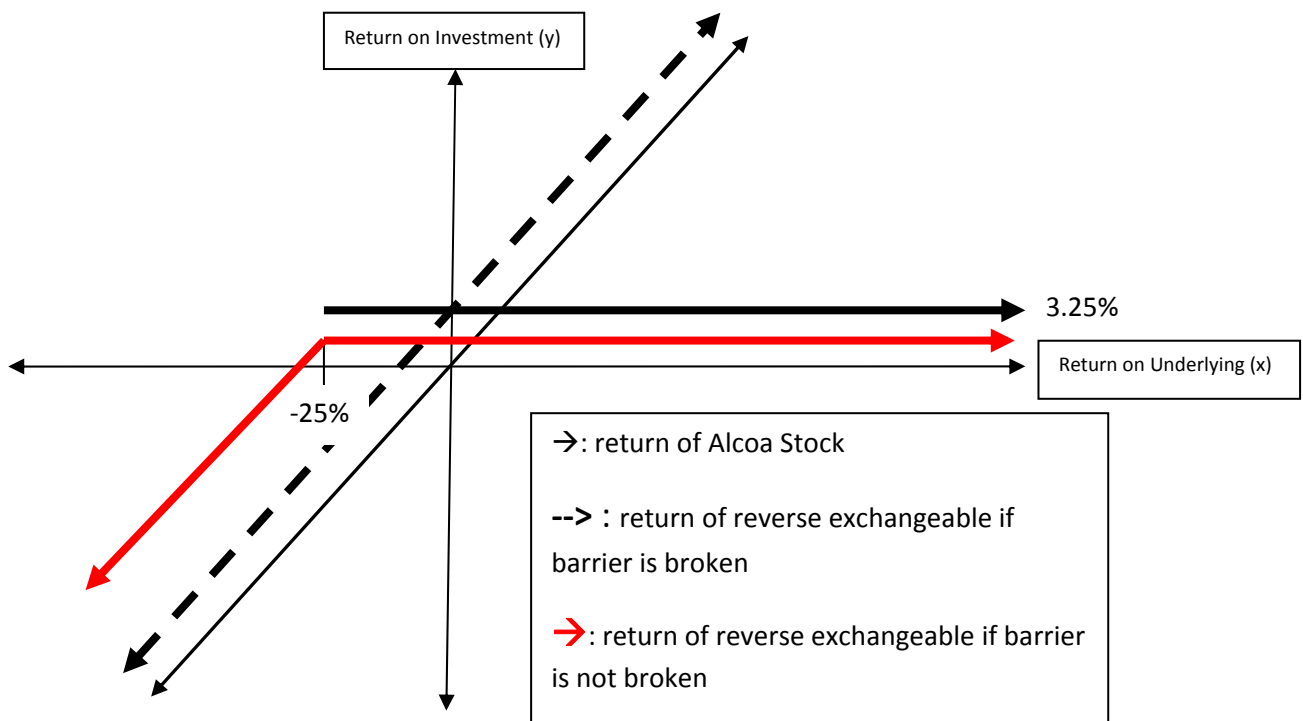 Return on Investment (y)
3.25%
Return on Underlying (x)
-25%
→: return of Alcoa Stock
--> : return of reverse exchangeable if
barrier is broken
→: return of reverse exchangeable if barrier
is not broken